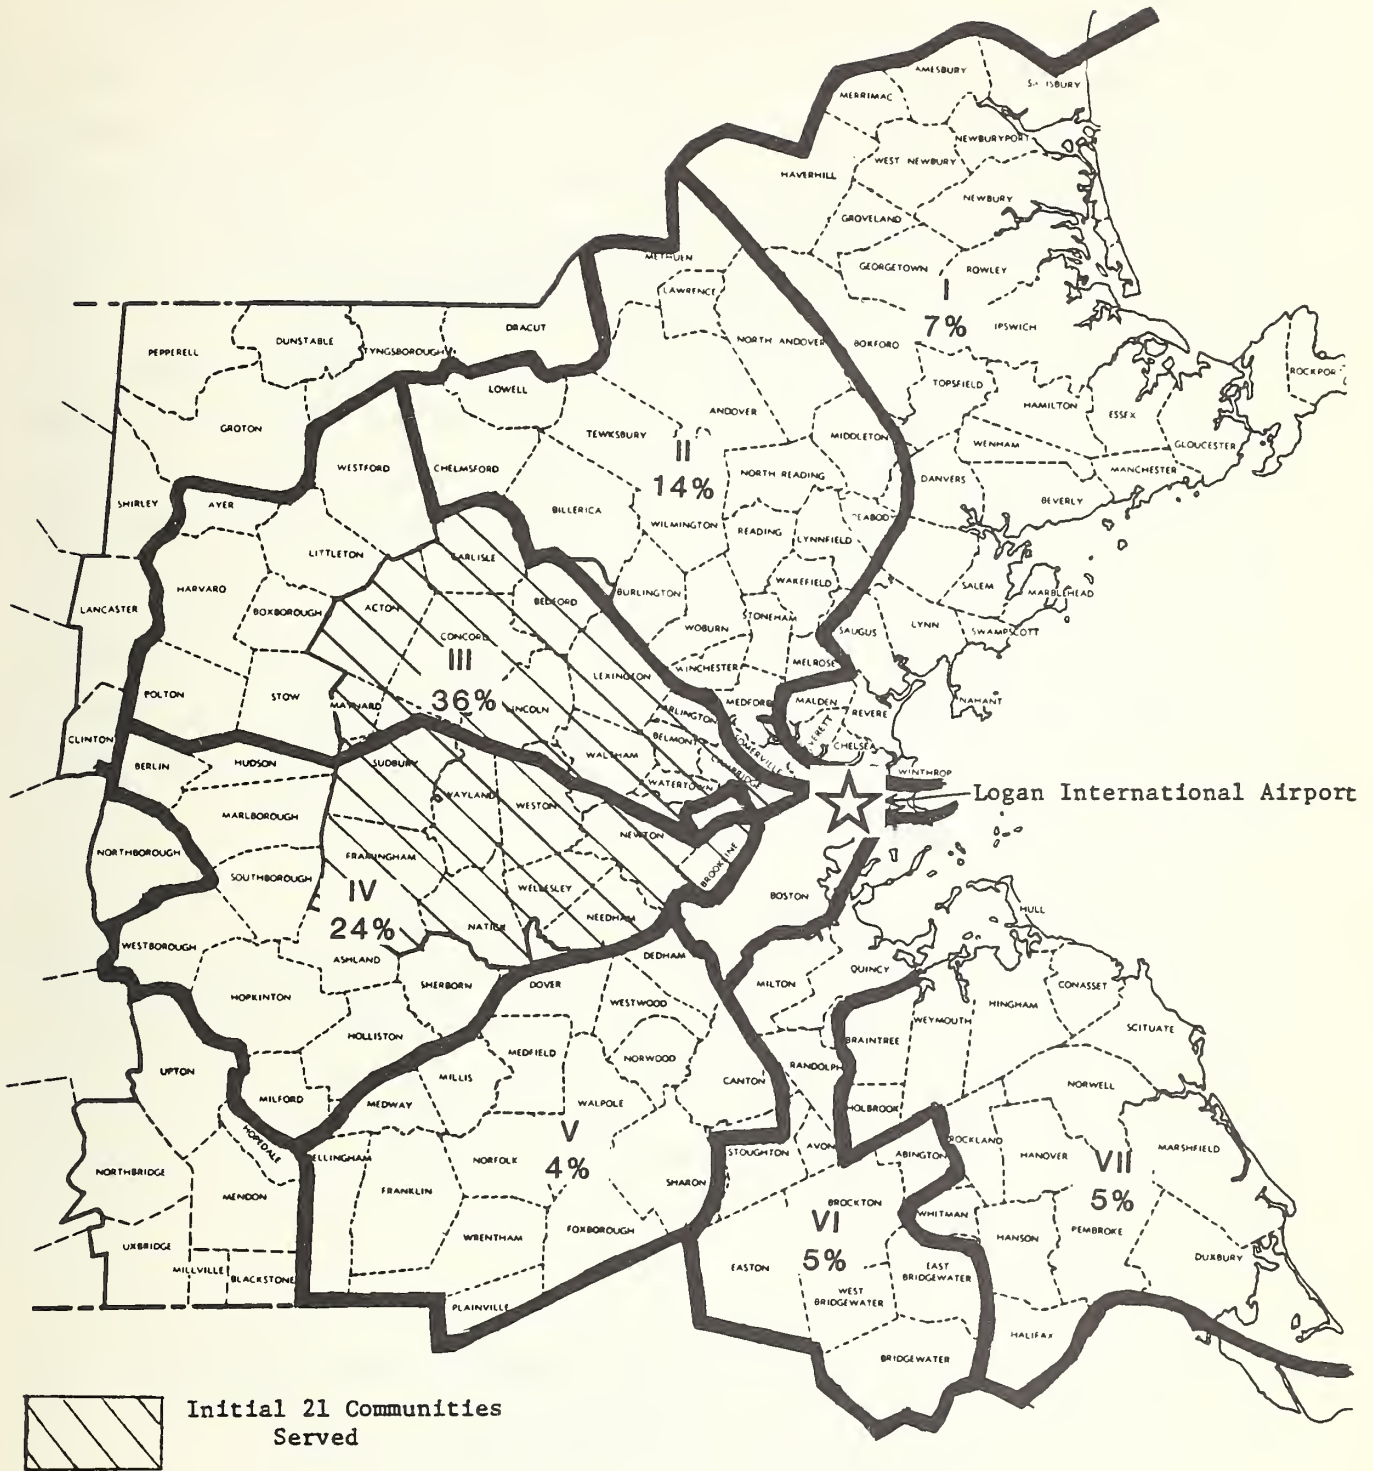 AMESBURY
MERRIMAC
NEWBURYPORT
WEST NEWBURY
HAVERHILL
NEWBURY
GROVELAND
METHUEN
GEORGETOWN
ROWLEY
LAWRENCE
I
7%
IPSWICH
DRACUT
DUNSTABLE
TYNGSBOROUGH
PEPPERELL
NORTH ANDOVER
BOXFORD
ROCKPORT
TOPSFIELD
LOWELL
HAMILTON
ESSEX
ANDOVER
GROTON
TEWKSBURY
MIDDLETON
WENHAM
GLOUCESTER
II
14%
WESTFORD
CHELMSFORD
NORTH READING
DANVERS
MANCHESTER
BEVERLY
SHIRLEY
AYER
BILLERICA
WILMINGTON
READING
LYNNFIELD
PEABODY
LITTLETON
CARLISLE
WAKEFIELD
SALEM
MARBLEHEAD
HARVARD
BURLINGTON
LANCASTER
BOXBOROUGH
ACTON
BEDFORD
STONEHAM
WOBURN
SAUGUS
LYNN
SWAMPSCOTT
CONCORD
III
36%
WINCHESTER
MELROSE
LEXINGTON
BOLTON
STOW
MAYNARD
LINCOLN
ARLINGTON
MEDFORD
MALDEN
REVERE
NAHANT
EVERETT
CHELSEA
CLINTON
BELMONT
SOMERVILLE
BERLIN
HUDSON
SUDBURY
WALTHAM
CAMBRIDGE
WINTHROP
WATERTOWN
Logan International Airport
WAYLAND
WESTON
MARLBOROUGH
NEWTON
NORTHBOROUGH
FRAMINGHAM
BROOKLINE
SOUTHBOROUGH
IV
24%
WELLESLEY
BOSTON
NATICK
NEEDHAM
HULL
WESTBOROUGH
ASHLAND
DEDHAM
QUINCY
HOPKINTON
SHERBORN
DOVER
MILTON
CONASSET
WESTWOOD
HINGHAM
WEYMOUTH
SCITUATE
HOLLISTON
BRAINTREE
MEDFIELD
NORWOOD
RANDOLPH
UPTON
MILLIS
CANTON
NORWELL
MILFORD
MEDWAY
WALPOLE
HOLBROOK
HOPEDALE
V
4%
AVON
ROCKLAND
STOUGHTON
ABINGTON
HANOVER
MARSHFIELD
VII
5%
NORTHBRIDGE
BELLINGHAM
NORFOLK
FRANKLIN
SHARON
MENDON
BROCKTON
VI
5%
WHITMAN
PEMBROKE
FOXBOROUGH
WRENTHAM
HANSON
UXBRIDGE
DUXBURY
MILLVILLE
BLACKSTONE
EASTON
EAST
BRIDGEWATER
WEST
BRIDGEWATER
PLAINVILLE
HALIFAX
BRIDGEWATER
Initial 21 Communities
Served